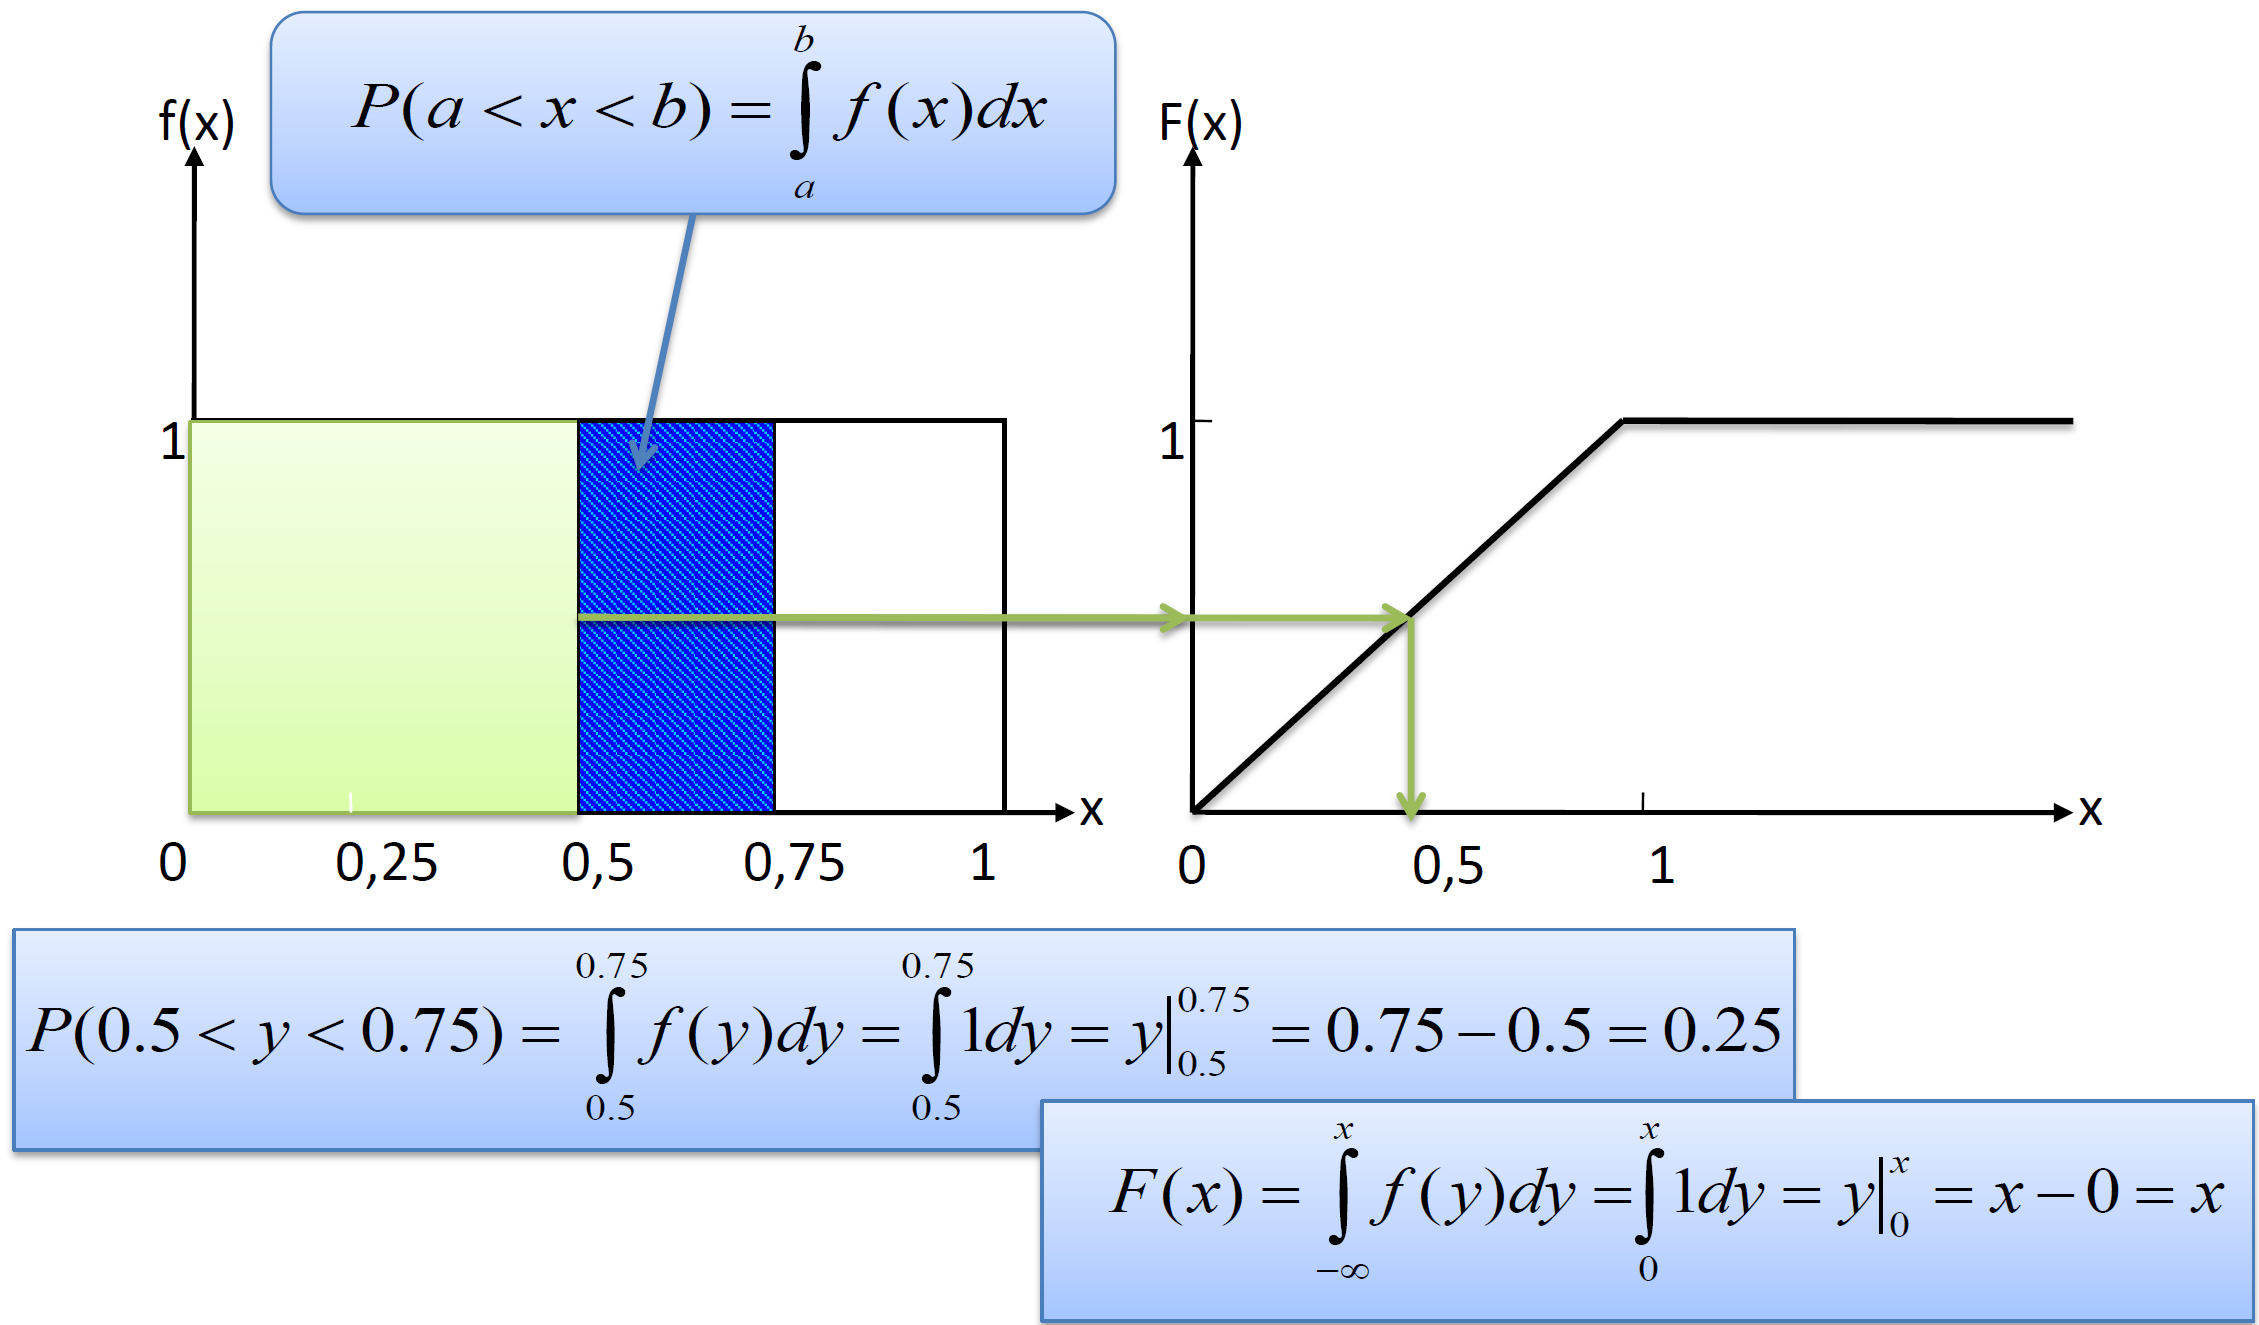 P(a < x < b) = ∫_a^b f(x)dx
f(x)
F(x)
1
1
x
x
0 0,25 0,5 0,75 1
0 0,5 1
P(0.5 < y < 0.75) = ∫_0.5^0.75 f(y)dy = ∫_0.5^0.75 1dy = y|_0.5^0.75 = 0.75 − 0.5 = 0.25
F(x) = ∫_−∞^x f(y)dy = ∫_0^x 1dy = y|_0^x = x − 0 = x